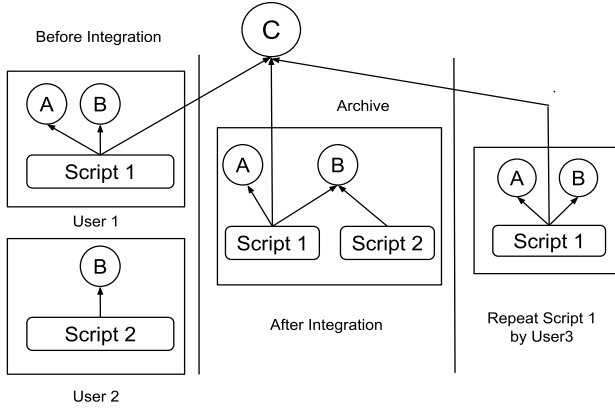 C
Before Integration
A
B
Script 1
User 1
B
Script 2
User 2
Archive
A
B
Script 1
Script 2
After Integration
A
B
Script 1
Repeat Script 1
by User3